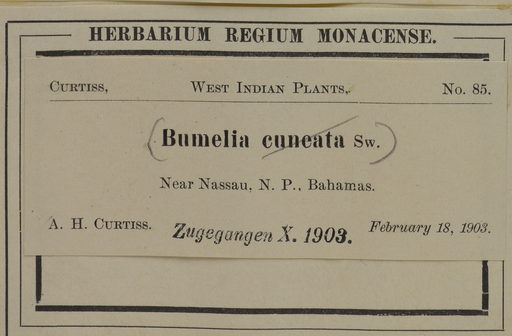 HERBARIUM REGIUM MONACENSE.
CURTISS, WEST INDIAN PLANTS, No. 85.
(Bumelia cuneata Sw.)
Near Nassau, N. P., Bahamas.
A. H. CURTISS. Zugegangen X. 1903. February 18, 1903.